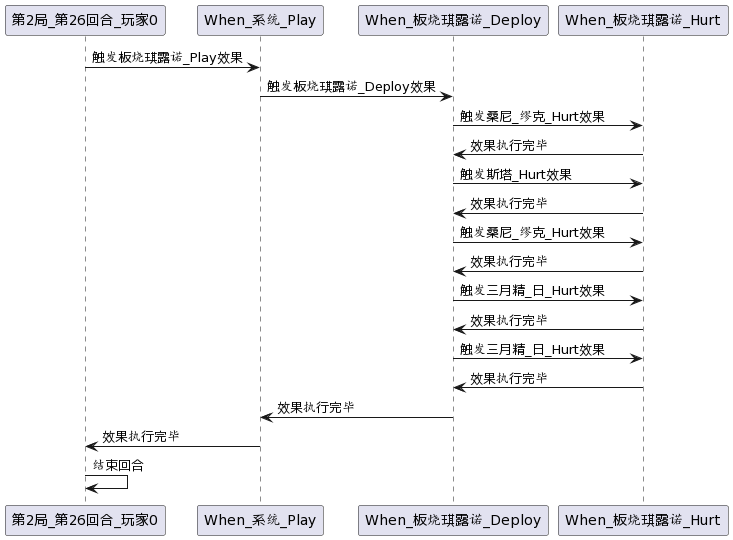 第2局_第26回合_玩家0
When_系统_Play
When_板烧琪露诺_Deploy
When_板烧琪露诺_Hurt
触发板烧琪露诺_Play效果
触发板烧琪露诺_Deploy效果
触发桑尼_缪克_Hurt效果
效果执行完毕
触发斯塔_Hurt效果
效果执行完毕
触发桑尼_缪克_Hurt效果
效果执行完毕
触发三月精_日_Hurt效果
效果执行完毕
触发三月精_日_Hurt效果
效果执行完毕
效果执行完毕
效果执行完毕
结束回合
第2局_第26回合_玩家0
When_系统_Play
When_板烧琪露诺_Deploy
When_板烧琪露诺_Hurt